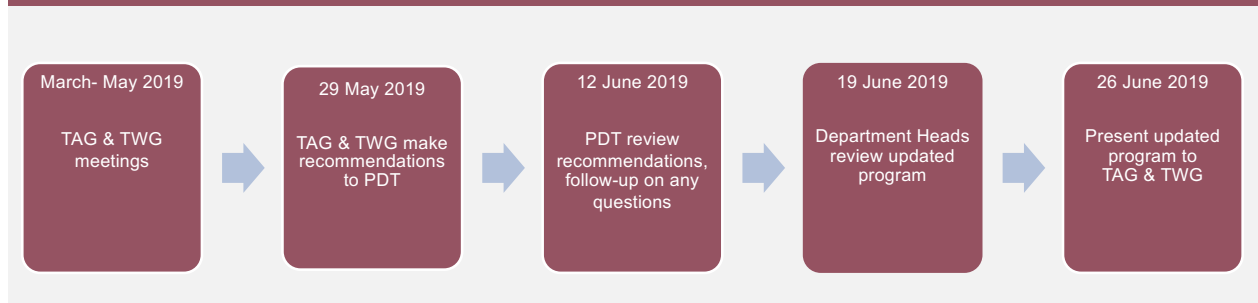 March- May 2019
TAG & TWG
meetings
29 May 2019
TAG & TWG make
recommendations
to PDT
12 June 2019
PDT review
recommendations,
follow-up on any
questions
19 June 2019
Department Heads
review updated
program
26 June 2019
Present updated
program to
TAG & TWG